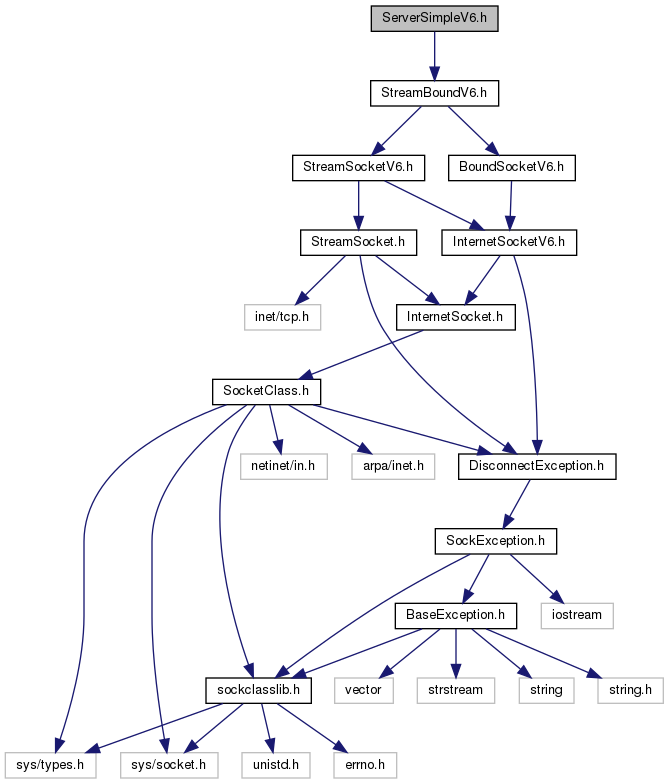 ServerSimpleV6.h
StreamBoundV6.h
StreamSocketV6.h
BoundSocketV6.h
StreamSocket.h
InternetSocketV6.h
inet/tcp.h
InternetSocket.h
SocketClass.h
netinet/in.h
arpa/inet.h
DisconnectException.h
SockException.h
BaseException.h
iostream
sockclasslib.h
vector
strstream
string
string.h
sys/types.h
sys/socket.h
unistd.h
errno.h